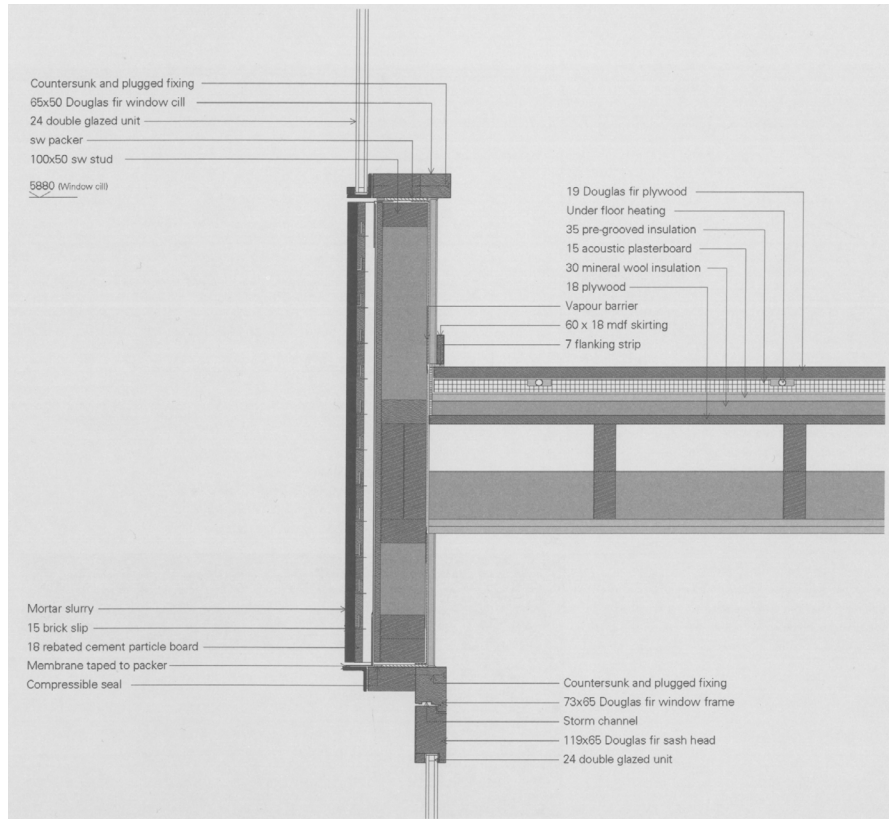 Countersunk and plugged fixing
65x50 Douglas fir window cill
24 double glazed unit
sw packer
100x50 sw stud
5880 (Window cill)
19 Douglas fir plywood
Under floor heating
35 pre-grooved insulation
15 acoustic plasterboard
30 mineral wool insulation
18 plywood
Vapour barrier
60 x 18 mdf skirting
7 flanking strip
Mortar slurry
15 brick slip
18 rebated cement particle board
Membrane taped to packer
Compressible seal
Countersunk and plugged fixing
73x65 Douglas fir window frame
Storm channel
119x65 Douglas fir sash head
24 double glazed unit